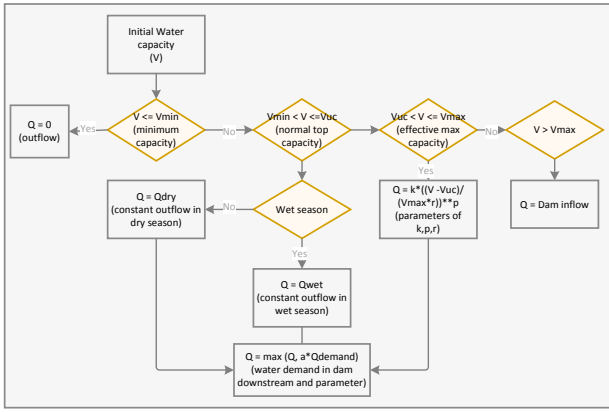 Initial Water
capacity
(V)
Q = 0
(outflow)
Yes
V <= Vmin
(minimum
capacity)
No
Vmin < V <=Vuc
(normal top
capacity)
Vuc < V <= Vmax
(effective max
capacity)
No
V > Vmax
Yes
Q = Qdry
(constant outflow in
dry season)
No
Wet season
Q = k*((V -Vuc)/
(Vmax*r))**p
(parameters of
k,p,r)
Q = Dam inflow
Yes
Q = Qwet
(constant outflow in
wet season)
Q = max (Q, a*Qdemand)
(water demand in dam
downstream and parameter)